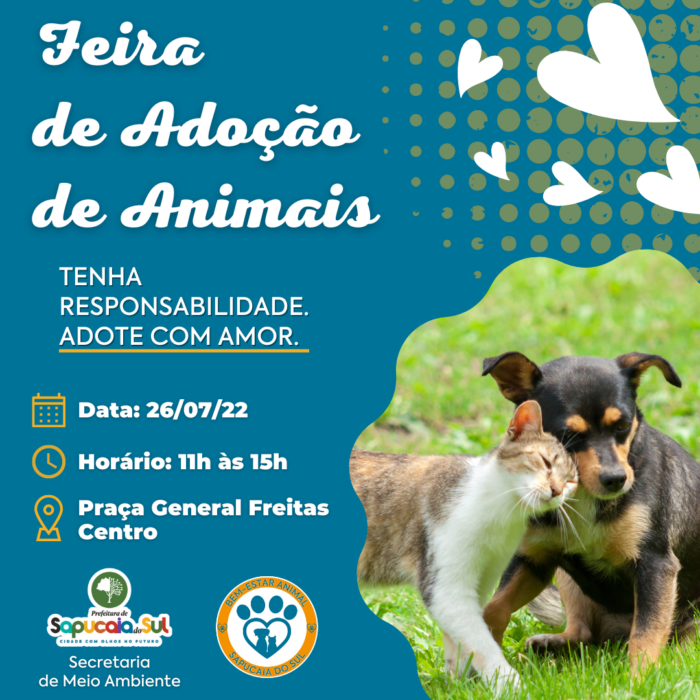 Feira
de Adoção
de Animais
TENHA
RESPONSABILIDADE.
ADOTE COM AMOR.
Data: 26/07/22
Horário: 11h às 15h
Praça General Freitas
Centro
Prefeitura de
Sapucaia do Sul
CIDADE COM OLHOS NO FUTURO
Secretaria
de Meio Ambiente
BEM-ESTAR ANIMAL
SAPUCAIA DO SUL